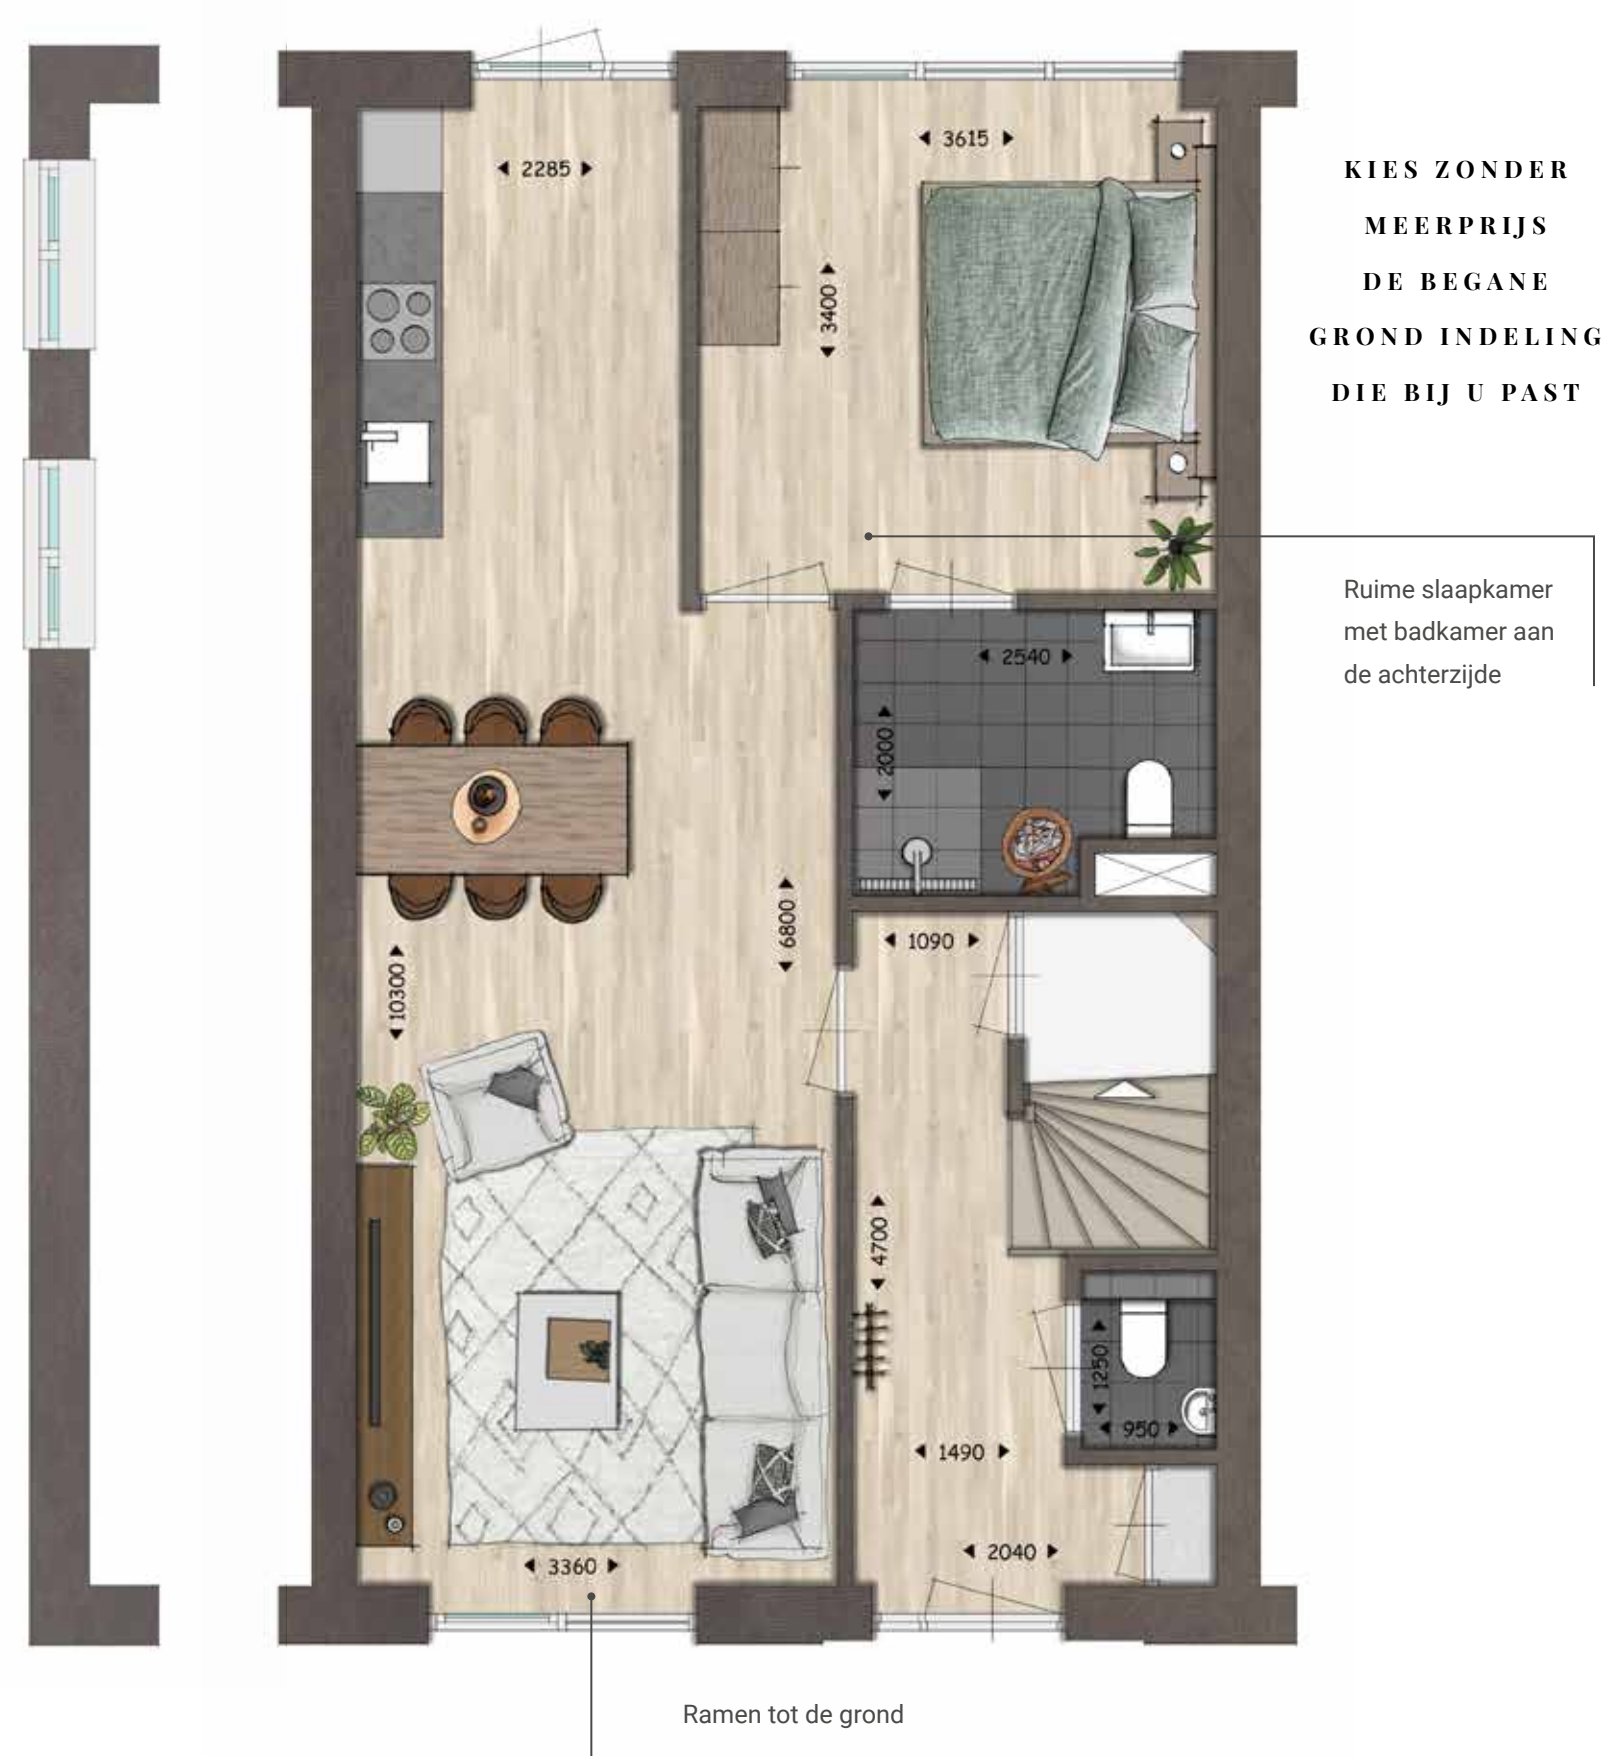 KIES ZONDER
MEERPRIJS
DE BEGANE
GROND INDELING
DIE BIJ U PAST
3615
2285
3400
Ruime slaapkamer
met badkamer aan
de achterzijde
2540
2000
6800
1090
10300
4700
1250
950
1490
2040
3360
Ramen tot de grond